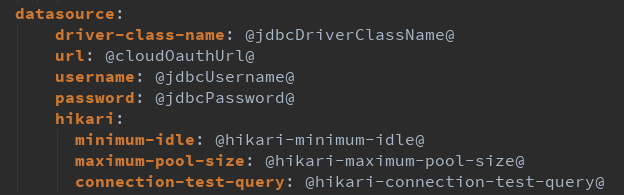 datasource:
driver-class-name: @jdbcDriverClassName@
url: @cloudOauthUrl@
username: @jdbcUsername@
password: @jdbcPassword@
hikari:
minimum-idle: @hikari-minimum-idle@
maximum-pool-size: @hikari-maximum-pool-size@
connection-test-query: @hikari-connection-test-query@